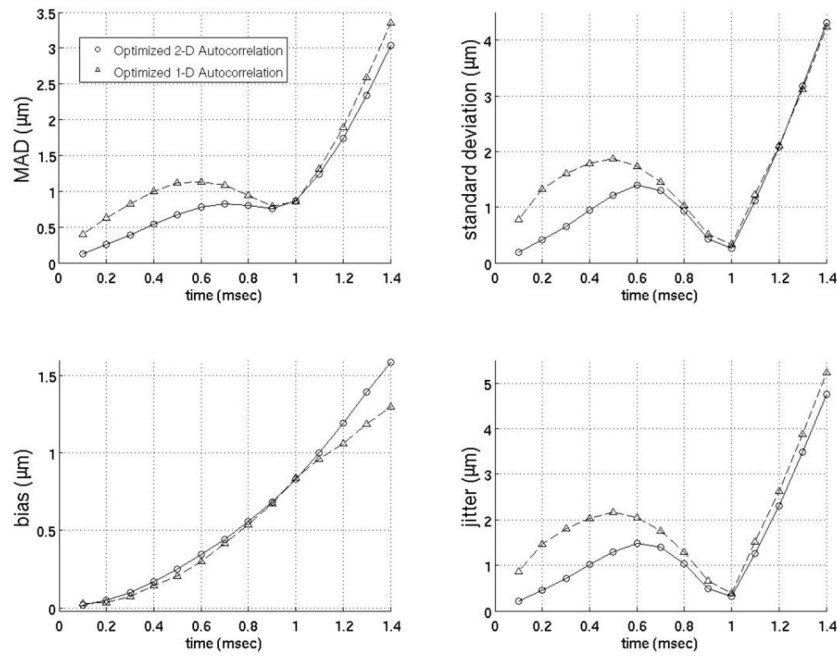 3.5
3
2.5
2
1.5
1
0.5
0
MAD (µm)
Optimized 2-D Autocorrelation
Optimized 1-D Autocorrelation
0 0.2 0.4 0.6 0.8 1 1.2 1.4
time (msec)
4
3
2
1
0
standard deviation (µm)
0 0.2 0.4 0.6 0.8 1 1.2 1.4
time (msec)
1.5
1
0.5
0
bias (µm)
0 0.2 0.4 0.6 0.8 1 1.2 1.4
time (msec)
5
4
3
2
1
0
jitter (µm)
0 0.2 0.4 0.6 0.8 1 1.2 1.4
time (msec)